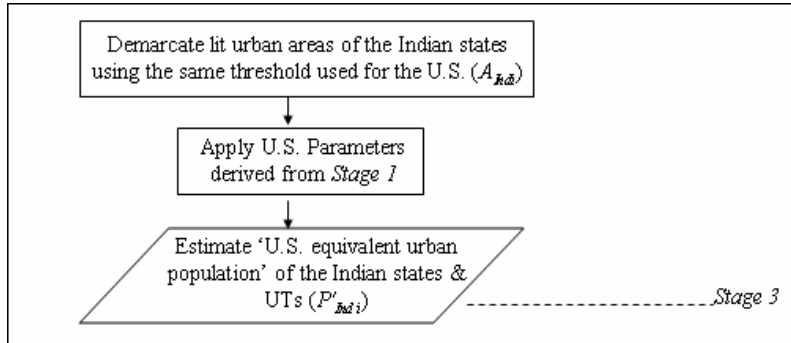 Demarcate lit urban areas of the Indian states
using the same threshold used for the U.S. (A_Indi)
Apply U.S. Parameters
derived from Stage 1
Estimate ‘U.S. equivalent urban
population’ of the Indian states &
UTs (P'_Ind i)
Stage 3